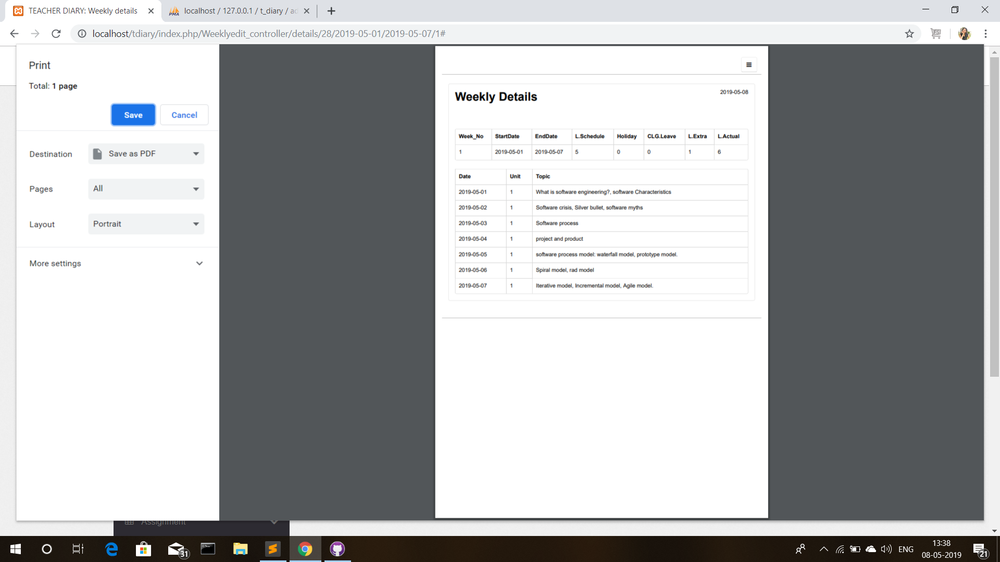 TEACHER DIARY: Weekly details
PMA localhost / 127.0.0.1 / t_diary /
localhost/tdiary/index.php/Weeklyedit_controller/details/28/2019-05-01/2019-05-07/1#
Print
Total: 1 page
Save Cancel
Destination Save as PDF
Pages All
Layout Portrait
More settings
Weekly Details 2019-05-08
Week_No StartDate EndDate L.Schedule Holiday CLG.Leave L.Extra L.Actual
1 2019-05-01 2019-05-07 5 0 0 1 6
Date Unit Topic
2019-05-01 1 What is software engineering?, software Characteristics
2019-05-02 1 Software crisis, Silver bullet, software myths
2019-05-03 1 Software process
2019-05-04 1 project and product
2019-05-05 1 software process model: waterfall model, prototype model.
2019-05-06 1 Spiral model, rad model
2019-05-07 1 Iterative model, Incremental model, Agile model.
Assignment
31
ENG
13:38
08-05-2019
21